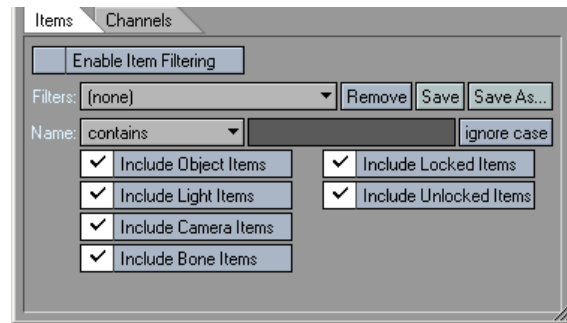 Items Channels
Enable Item Filtering
Filters: (none) Remove Save Save As...
Name: contains ignore case
Include Object Items Include Locked Items
Include Light Items Include Unlocked Items
Include Camera Items
Include Bone Items